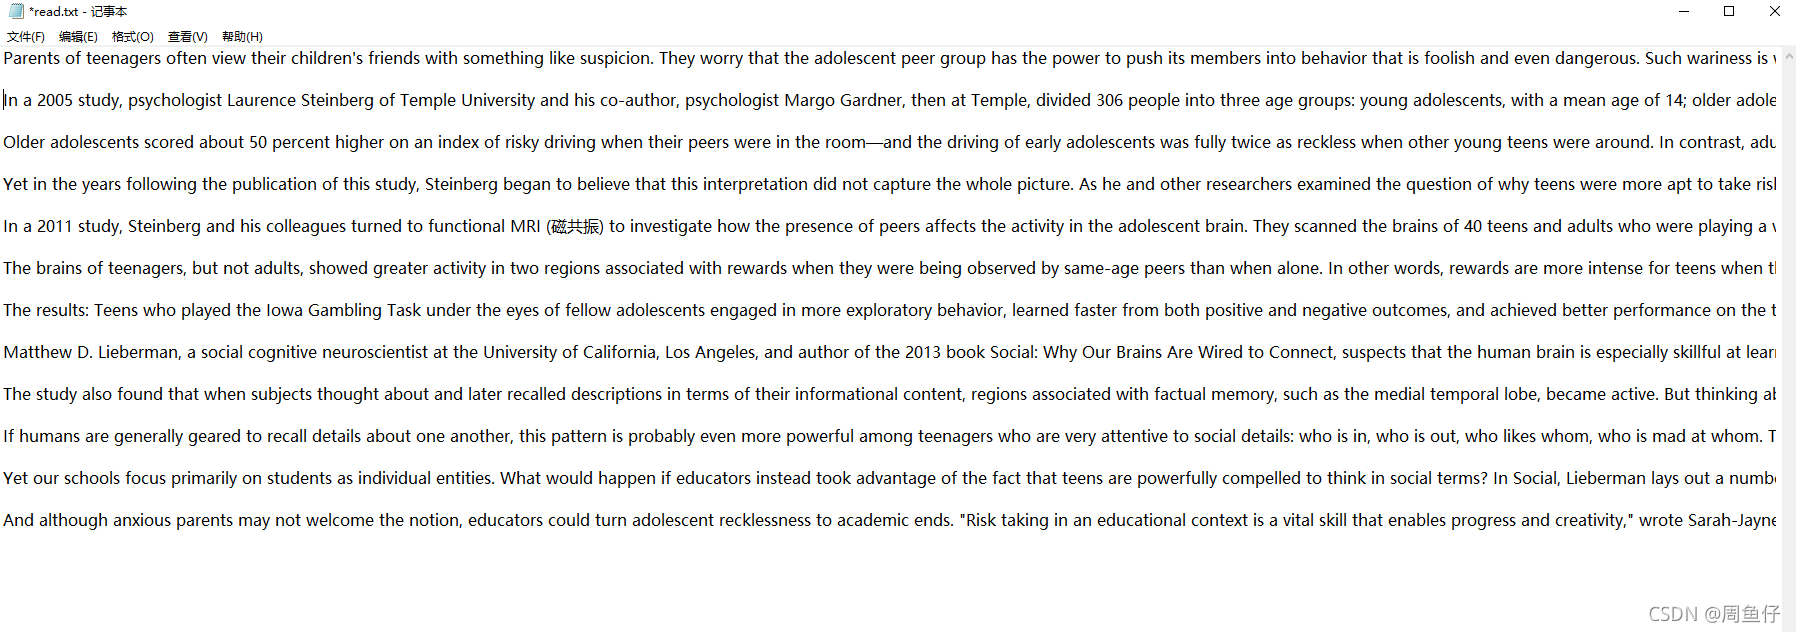 *read.txt - 记事本
文件(F) 编辑(E) 格式(O) 查看(V) 帮助(H)
Parents of teenagers often view their children's friends with something like suspicion. They worry that the adolescent peer group has the power to push its members into behavior that is foolish and even dangerous. Such wariness is
In a 2005 study, psychologist Laurence Steinberg of Temple University and his co-author, psychologist Margo Gardner, then at Temple, divided 306 people into three age groups: young adolescents, with a mean age of 14; older adole
Older adolescents scored about 50 percent higher on an index of risky driving when their peers were in the room—and the driving of early adolescents was fully twice as reckless when other young teens were around. In contrast, adu
Yet in the years following the publication of this study, Steinberg began to believe that this interpretation did not capture the whole picture. As he and other researchers examined the question of why teens were more apt to take risl
In a 2011 study, Steinberg and his colleagues turned to functional MRI (磁共振) to investigate how the presence of peers affects the activity in the adolescent brain. They scanned the brains of 40 teens and adults who were playing a
The brains of teenagers, but not adults, showed greater activity in two regions associated with rewards when they were being observed by same-age peers than when alone. In other words, rewards are more intense for teens when
The results: Teens who played the Iowa Gambling Task under the eyes of fellow adolescents engaged in more exploratory behavior, learned faster from both positive and negative outcomes, and achieved better performance on the t
Matthew D. Lieberman, a social cognitive neuroscientist at the University of California, Los Angeles, and author of the 2013 book Social: Why Our Brains Are Wired to Connect, suspects that the human brain is especially skillful at lear
The study also found that when subjects thought about and later recalled descriptions in terms of their informational content, regions associated with factual memory, such as the medial temporal lobe, became active. But thinking
If humans are generally geared to recall details about one another, this pattern is probably even more powerful among teenagers who are very attentive to social details: who is in, who is out, who likes whom, who is mad at whom. T
Yet our schools focus primarily on students as individual entities. What would happen if educators instead took advantage of the fact that teens are powerfully compelled to think in social terms? In Social, Lieberman lays out a numb
And although anxious parents may not welcome the notion, educators could turn adolescent recklessness to academic ends. "Risk taking in an educational context is a vital skill that enables progress and creativity," wrote Sarah-Jayne
CSDN @周鱼仔